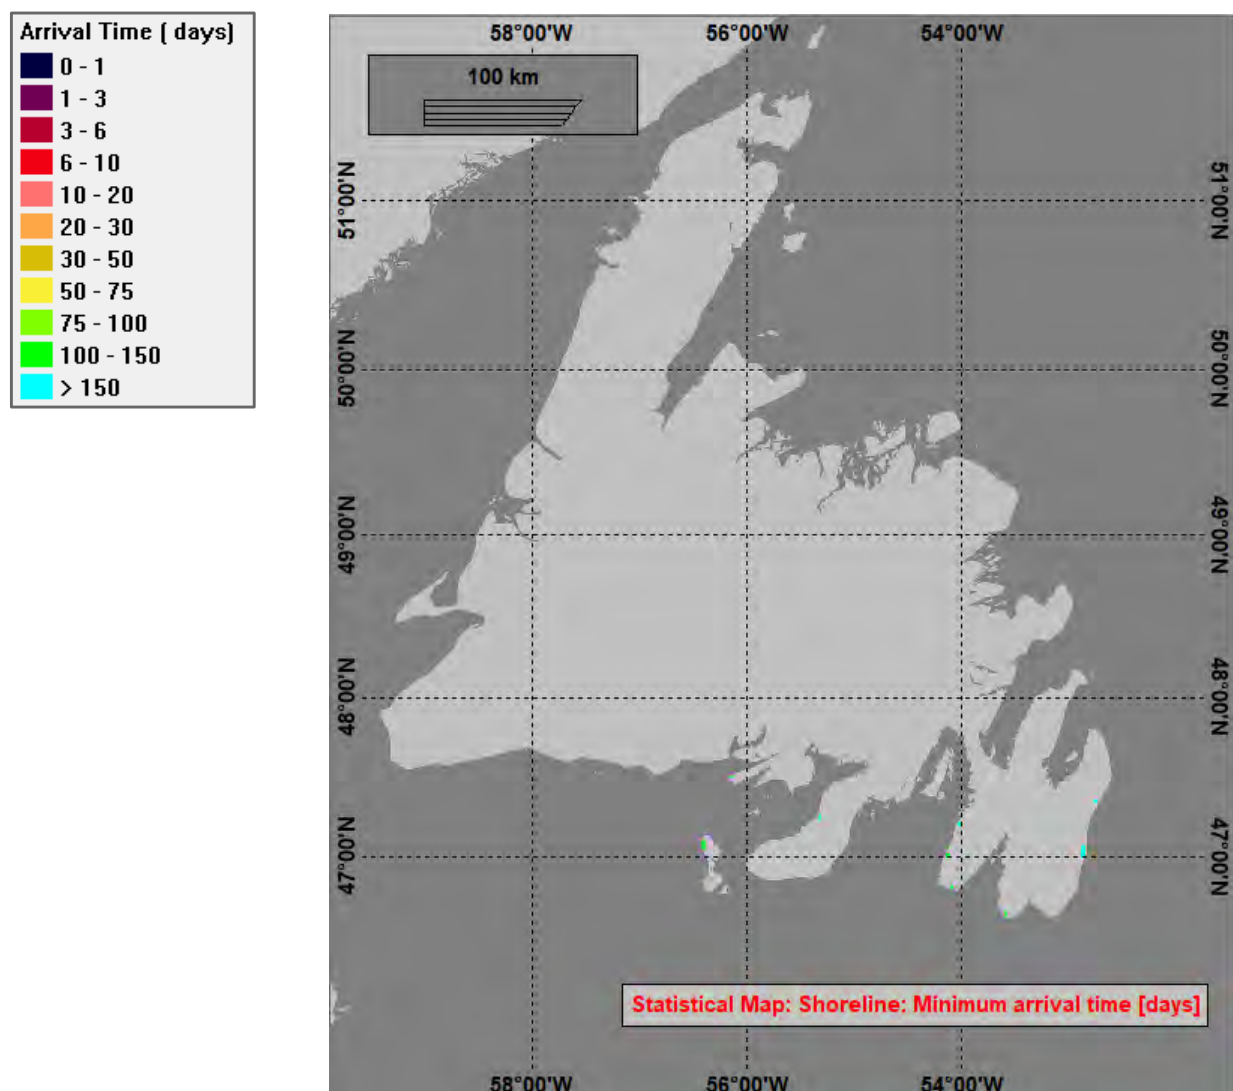 Arrival Time ( days)
0 - 1
1 - 3
3 - 6
6 - 10
10 - 20
20 - 30
30 - 50
50 - 75
75 - 100
100 - 150
> 150
58°00'W
56°00'W
54°00'W
100 km
51°00'N
51°00'N
50°00'N
50°00'N
49°00'N
49°00'N
48°00'N
48°00'N
47°00'N
47°00'N
Statistical Map: Shoreline: Minimum arrival time [days]
58°00'W
56°00'W
54°00'W